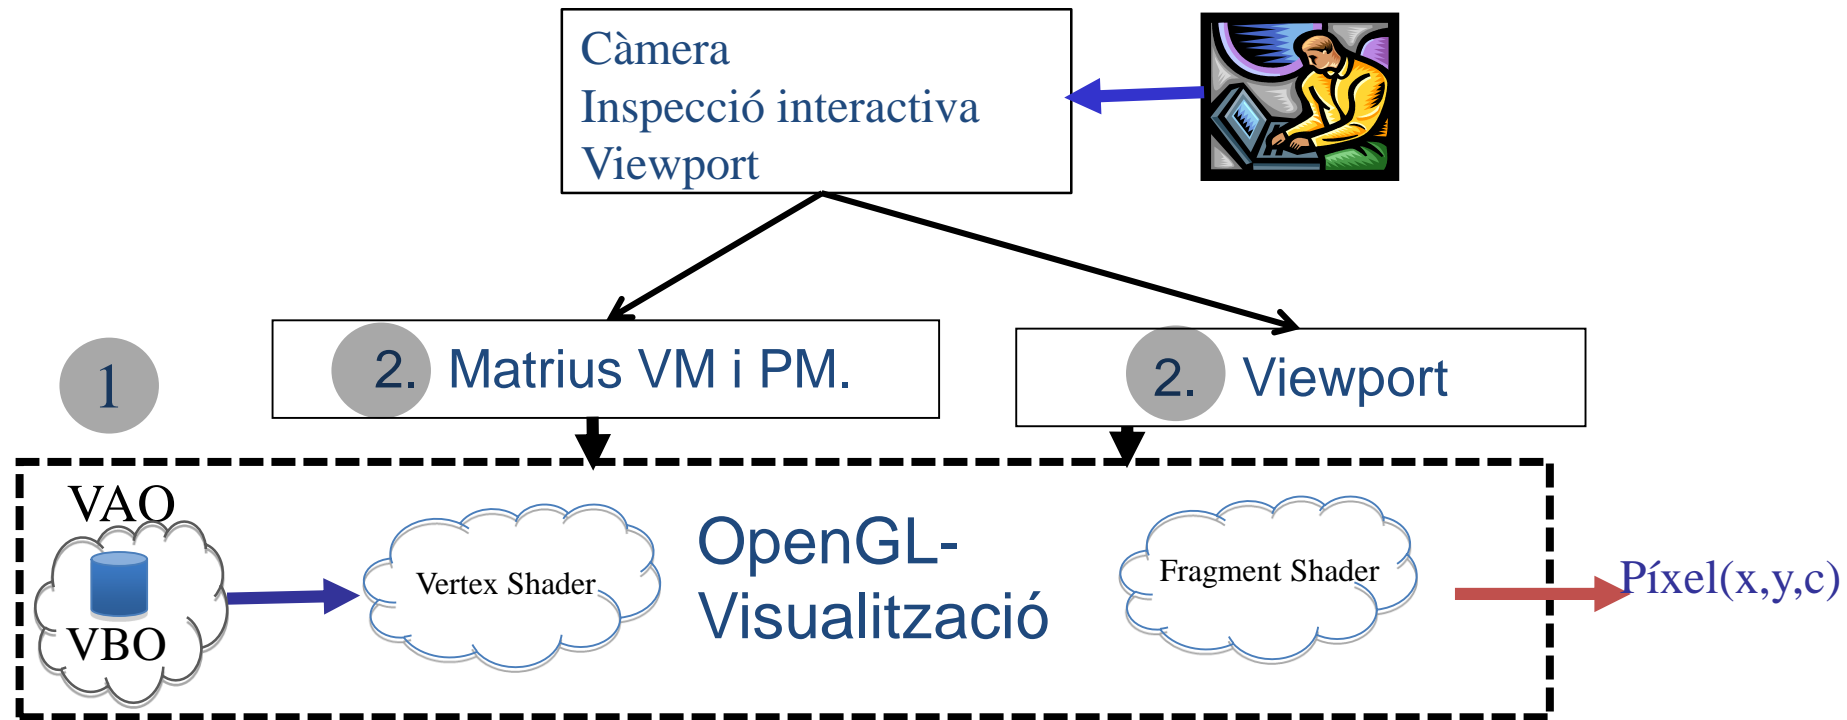 Càmera
Inspecció interactiva
Viewport
1
2. Matrius VM i PM.
2. Viewport
VAO
VBO
Vertex Shader
OpenGL-
Visualització
Fragment Shader
Píxel(x,y,c)